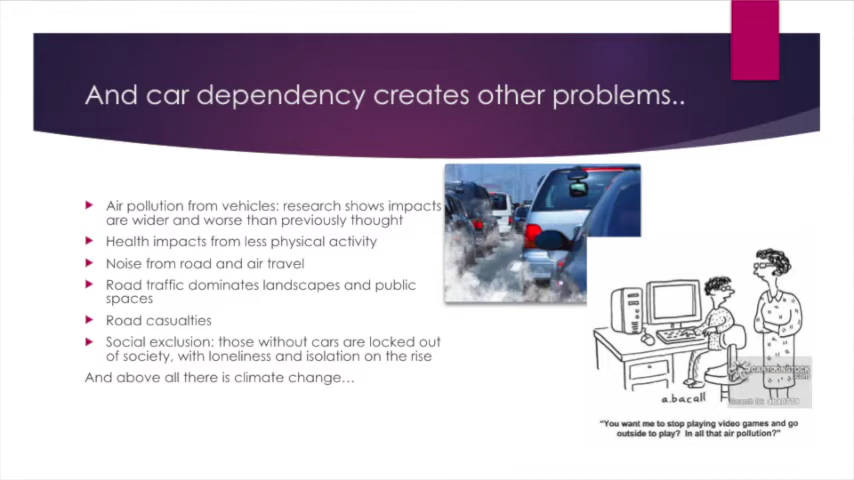 And car dependency creates other problems..
Air pollution from vehicles: research shows impacts
are wider and worse than previously thought
Health impacts from less physical activity
Noise from road and air travel
Road traffic dominates landscapes and public
spaces
Road casualties
Social exclusion: those without cars are locked out
of society, with loneliness and isolation on the rise
And above all there is climate change…
a.bacall
CARTOONSTOCK
.com
"You want me to stop playing video games and go
outside to play? In all that air pollution?"